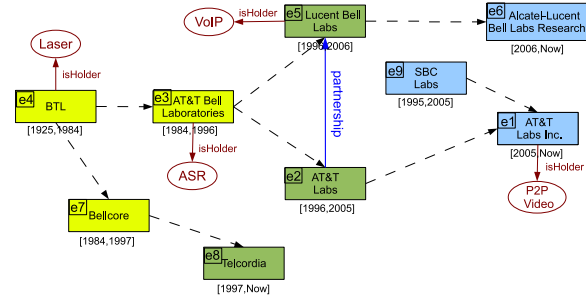 VoIP
isHolder
e5
Lucent Bell
Labs
[1996,2006]
e6
Alcatel-Lucent
Bell Labs Research
[2006,Now]
Laser
isHolder
e4
BTL
[1925,1984]
e3
AT&T Bell
Laboratories
[1984,1996]
isHolder
ASR
partnership
e9
SBC
Labs
[1995,2005]
e1
AT&T
Labs Inc.
[2005,Now]
isHolder
P2P
Video
e2
AT&T
Labs
[1996,2005]
e7
Bellcore
[1984,1997]
e8
Telcordia
[1997,Now]